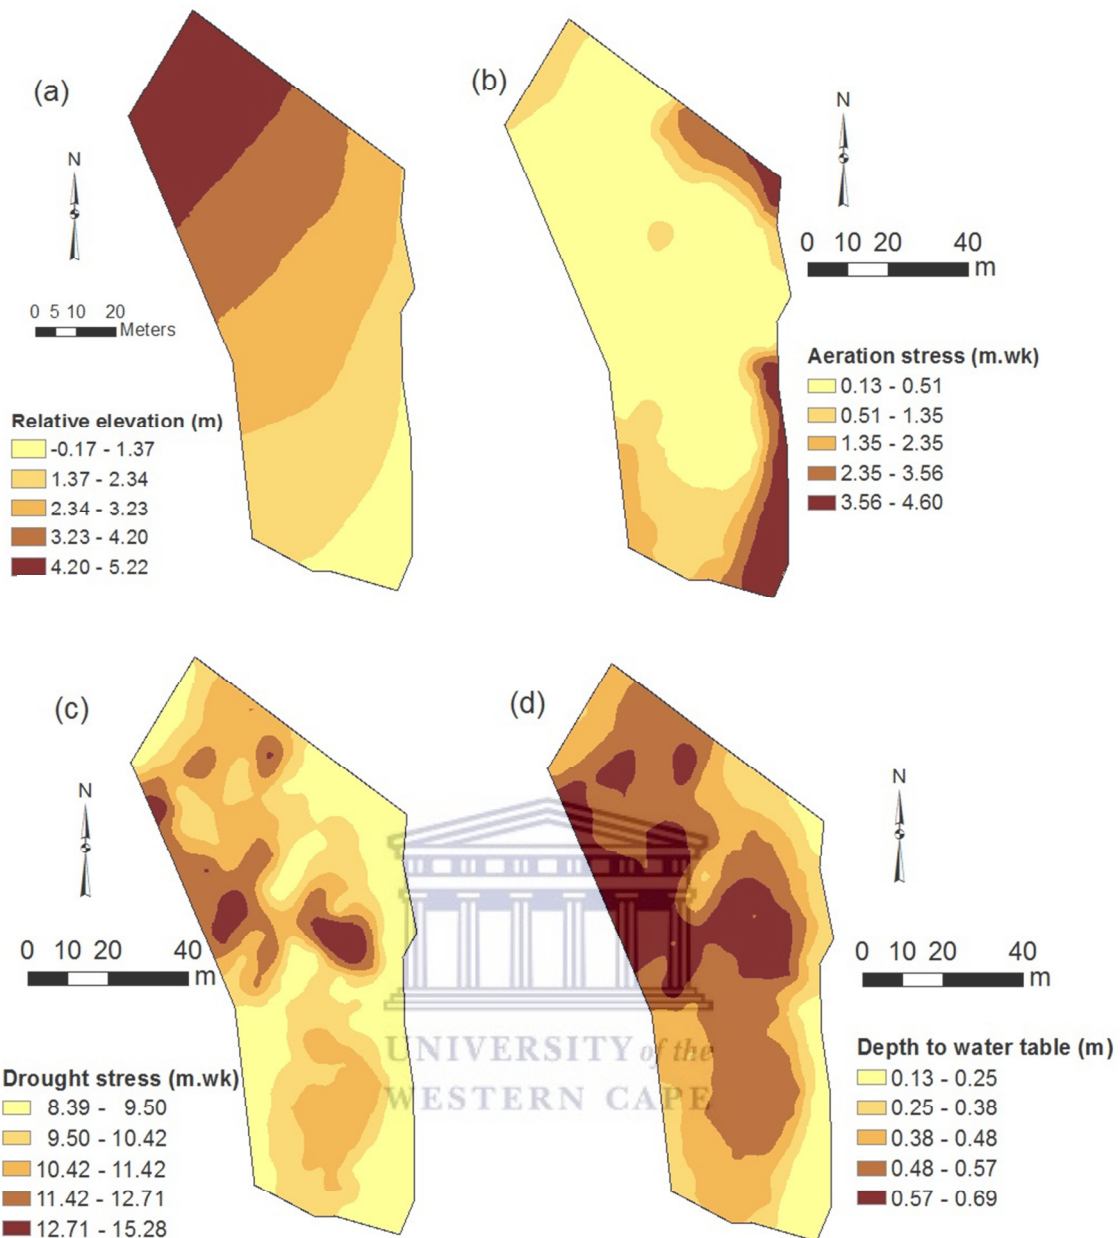 (a)
N
0 5 10 20
Meters
Relative elevation (m)
-0.17 - 1.37
1.37 - 2.34
2.34 - 3.23
3.23 - 4.20
4.20 - 5.22
(b)
N
0 10 20 40
m
Aeration stress (m.wk)
0.13 - 0.51
0.51 - 1.35
1.35 - 2.35
2.35 - 3.56
3.56 - 4.60
(c)
N
0 10 20 40
m
Drought stress (m.wk)
8.39 - 9.50
9.50 - 10.42
10.42 - 11.42
11.42 - 12.71
12.71 - 15.28
(d)
N
0 10 20 40
m
Depth to water table (m)
0.13 - 0.25
0.25 - 0.38
0.38 - 0.48
0.48 - 0.57
0.57 - 0.69
UNIVERSITY of the
WESTERN CAPE